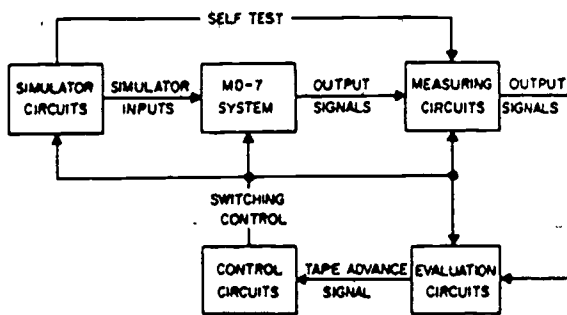 SELF TEST
SIMULATOR
CIRCUITS
SIMULATOR
INPUTS
MD-7
SYSTEM
OUTPUT
SIGNALS
MEASURING
CIRCUITS
OUTPUT
SIGNALS
SWITCHING
CONTROL
CONTROL
CIRCUITS
TAPE ADVANCE
SIGNAL
EVALUATION
CIRCUITS